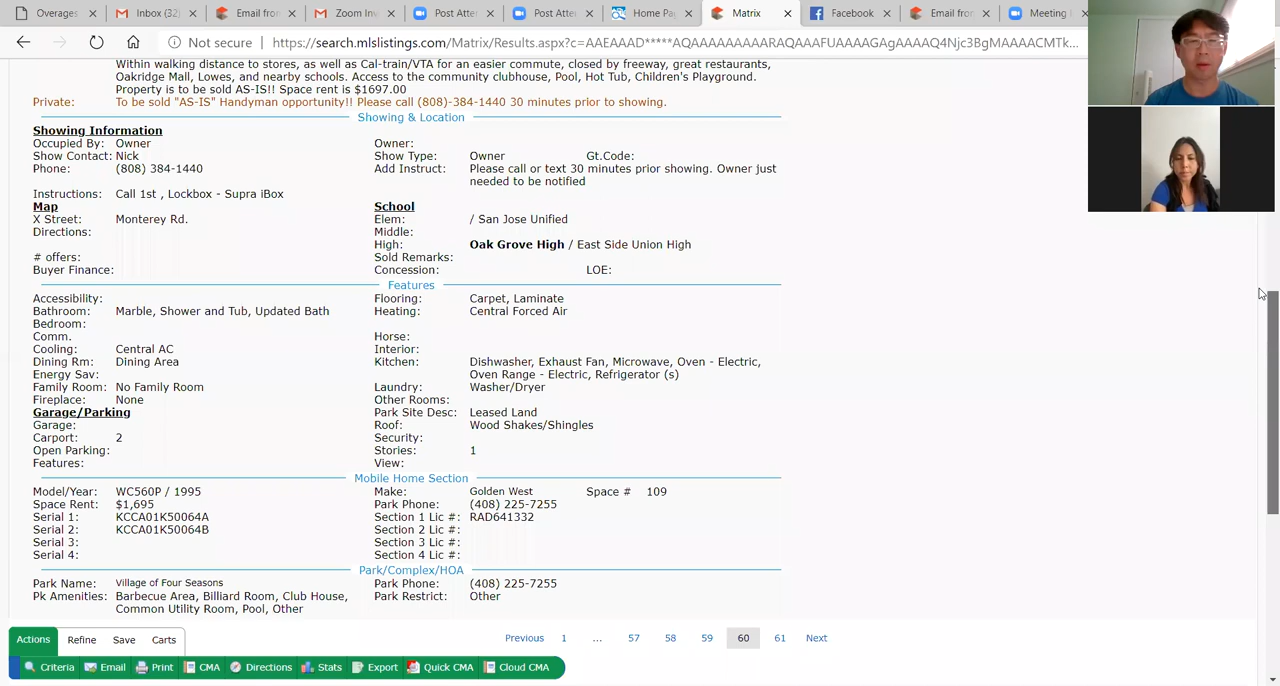 Overages
Inbox (32)
Email from
Zoom Inv
Post Atter
Post Atter
Home Pag
Matrix
Facebook
Email from
Meeting I
Not secure | https://search.mlslistings.com/Matrix/Results.aspx?c=AAEAAAD*****AQAAAAAAAAARAQAAAFUAAAAGAgAAAAQ4Njc3BgMAAAACMTk...
Within walking distance to stores, as well as Cal-train/VTA for an easier commute, closed by freeway, great restaurants,
Oakridge Mall, Lowes, and nearby schools. Access to the community clubhouse, Pool, Hot Tub, Children's Playground.
Property is to be sold AS-IS!! Space rent is $1697.00
Private: To be sold "AS-IS" Handyman opportunity!! Please call (808)-384-1440 30 minutes prior to showing.
Showing & Location
Showing Information
Occupied By: Owner Owner:
Show Contact: Nick Show Type: Owner Gt.Code:
Phone: (808) 384-1440 Add Instruct: Please call or text 30 minutes prior showing. Owner just
needed to be notified
Instructions: Call 1st , Lockbox - Supra iBox
Map School
X Street: Monterey Rd. Elem: / San Jose Unified
Directions: Middle:
High: Oak Grove High / East Side Union High
# offers: Sold Remarks:
Buyer Finance: Concession: LOE:
Features
Accessibility: Flooring: Carpet, Laminate
Bathroom: Marble, Shower and Tub, Updated Bath Heating: Central Forced Air
Bedroom:
Comm. Horse:
Cooling: Central AC Interior:
Dining Rm: Dining Area Kitchen: Dishwasher, Exhaust Fan, Microwave, Oven - Electric,
Energy Sav: Oven Range - Electric, Refrigerator (s)
Family Room: No Family Room Laundry: Washer/Dryer
Fireplace: None Other Rooms:
Garage/Parking Park Site Desc: Leased Land
Garage: Roof: Wood Shakes/Shingles
Carport: 2 Security:
Open Parking: Stories: 1
Features: View:
Mobile Home Section
Model/Year: WC560P / 1995 Make: Golden West Space # 109
Space Rent: $1,695 Park Phone: (408) 225-7255
Serial 1: KCCA01K50064A Section 1 Lic #: RAD641332
Serial 2: KCCA01K50064B Section 2 Lic #:
Serial 3: Section 3 Lic #:
Serial 4: Section 4 Lic #:
Park/Complex/HOA
Park Name: Village of Four Seasons Park Phone: (408) 225-7255
Pk Amenities: Barbecue Area, Billiard Room, Club House, Park Restrict: Other
Common Utility Room, Pool, Other
Actions Refine Save Carts
Previous 1 ... 57 58 59 60 61 Next
Criteria Email Print CMA Directions Stats Export Quick CMA Cloud CMA